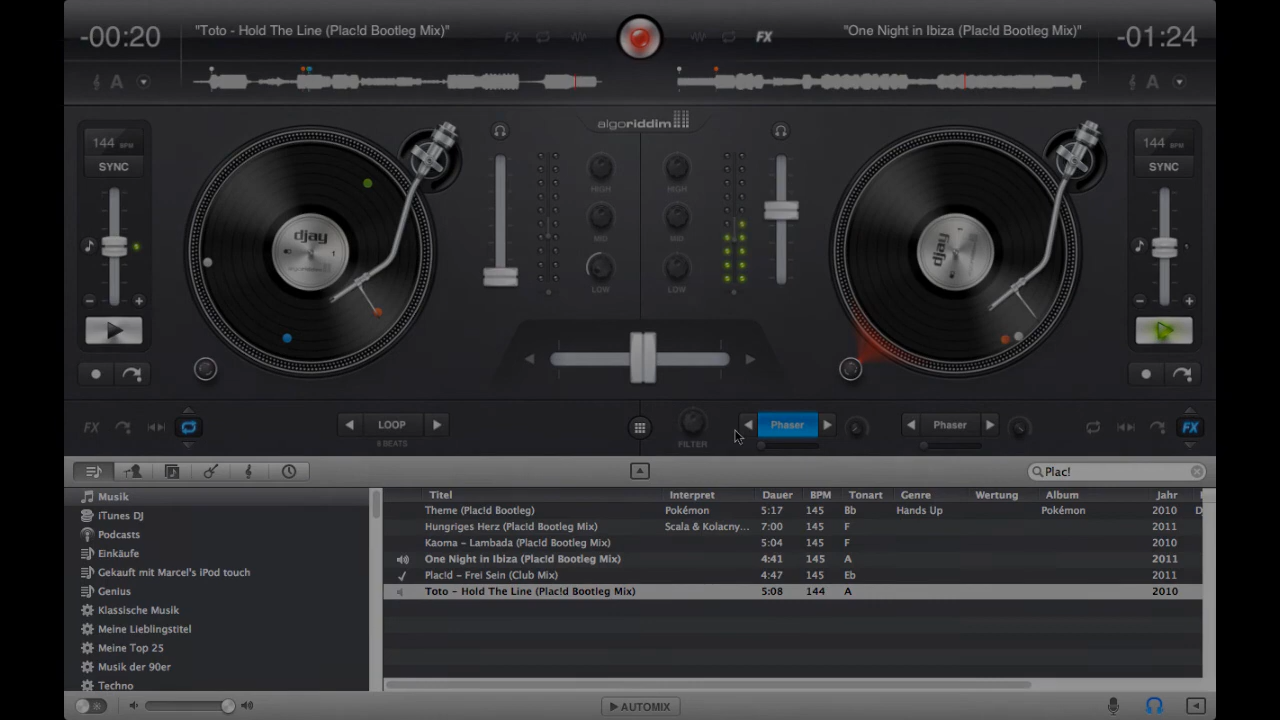 -00:20
"Toto - Hold The Line (Plac!d Bootleg Mix)"
FX
FX
"One Night in Ibiza (Plac!d Bootleg Mix)"
-01:24
A
A
algoriddim
144 BPM
SYNC
HIGH
HIGH
144 BPM
SYNC
MID
MID
djay
djay
LOW
LOW
FX
LOOP
8 BEATS
FILTER
Phaser
Phaser
FX
Plac!
Musik
iTunes DJ
Podcasts
Einkäufe
Gekauft mit Marcel's iPod touch
Genius
Klassische Musik
Meine Lieblingstitel
Meine Top 25
Musik der 90er
Techno
Titel Interpret Dauer BPM Tonart Genre Wertung Album Jahr
Theme (Plac!d Bootleg) Pokémon 5:17 145 Bb Hands Up Pokémon 2010 D
Hungriges Herz (Plac!d Bootleg Mix) Scala & Kolacny... 7:00 145 F 2011
Kaoma - Lambada (Plac!d Bootleg Mix) 5:04 145 F 2010
One Night in Ibiza (Plac!d Bootleg Mix) 4:41 145 A 2011
Plac!d - Frei Sein (Club Mix) 4:47 145 Eb 2011
Toto - Hold The Line (Plac!d Bootleg Mix) 5:08 144 A 2010
AUTOMIX